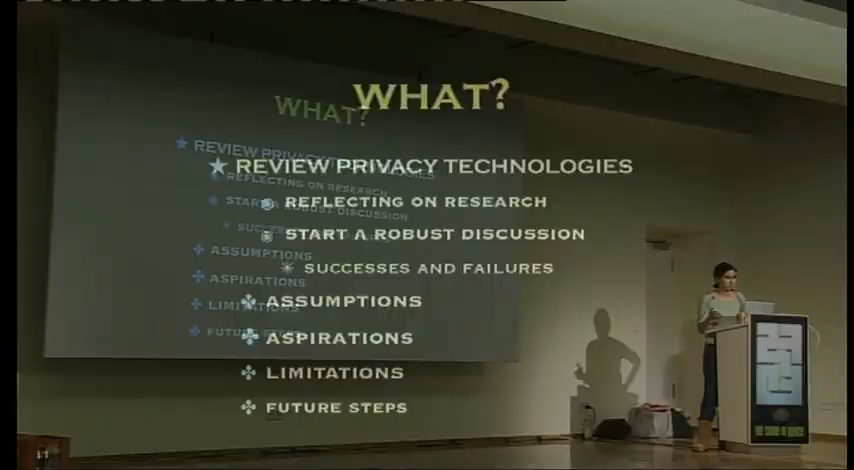 WHAT?
REVIEW PRIVACY TECHNOLOGIES
REFLECTING ON RESEARCH
START A ROBUST DISCUSSION
SUCCESSES AND FAILURES
ASSUMPTIONS
ASPIRATIONS
LIMITATIONS
FUTURE STEPS